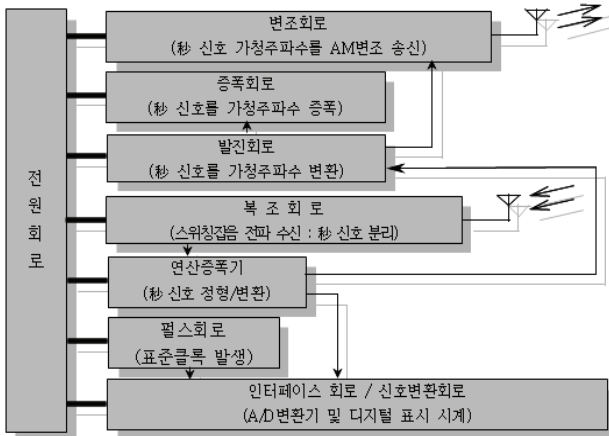 전원회로
변조회로
(秒 신호 가청주파수를 AM변조 송신)
증폭회로
(秒 신호를 가청주파수 증폭)
발진회로
(秒 신호를 가청주파수 변환)
복 조 회 로
(스위칭잡음 전파 수신 : 秒 신호 분리)
연산증폭기
(秒 신호 정형/변환)
펄스회로
(표준클록 발생)
인터페이스 회로 / 신호변환회로
(A/D변환기 및 디지털 표시 시계)